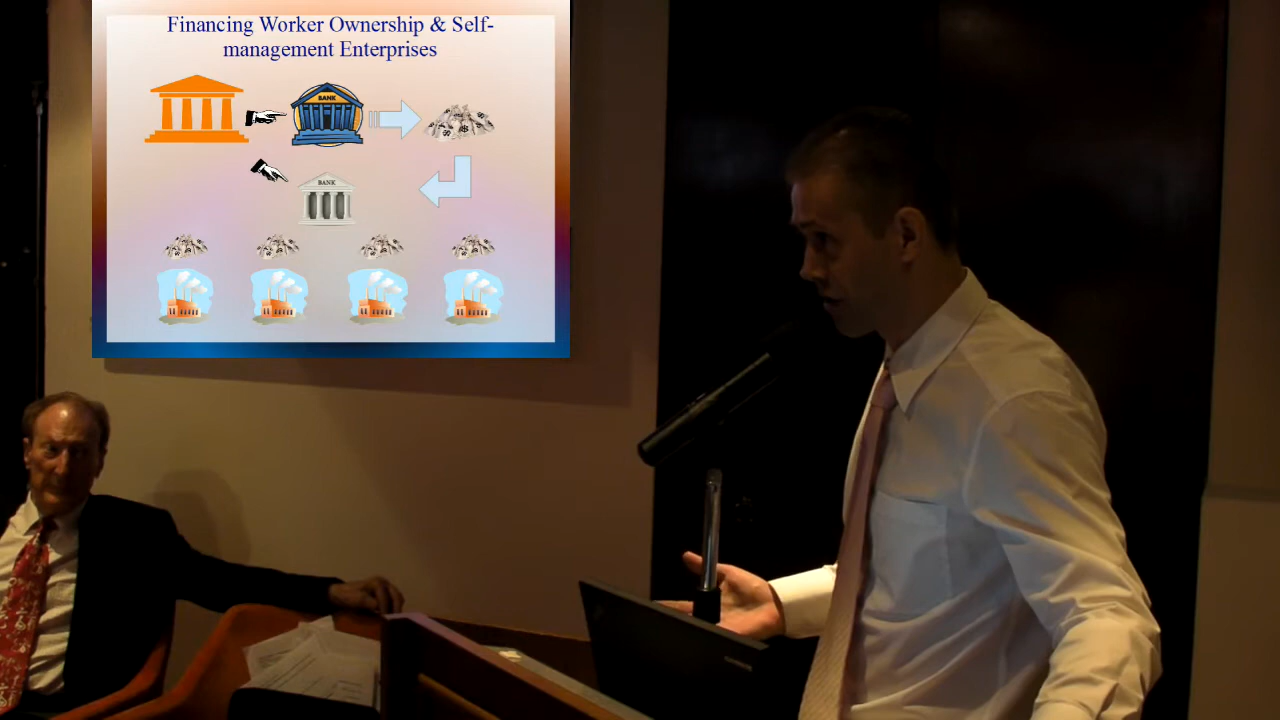 Financing Worker Ownership & Self-
management Enterprises
BANK
BANK